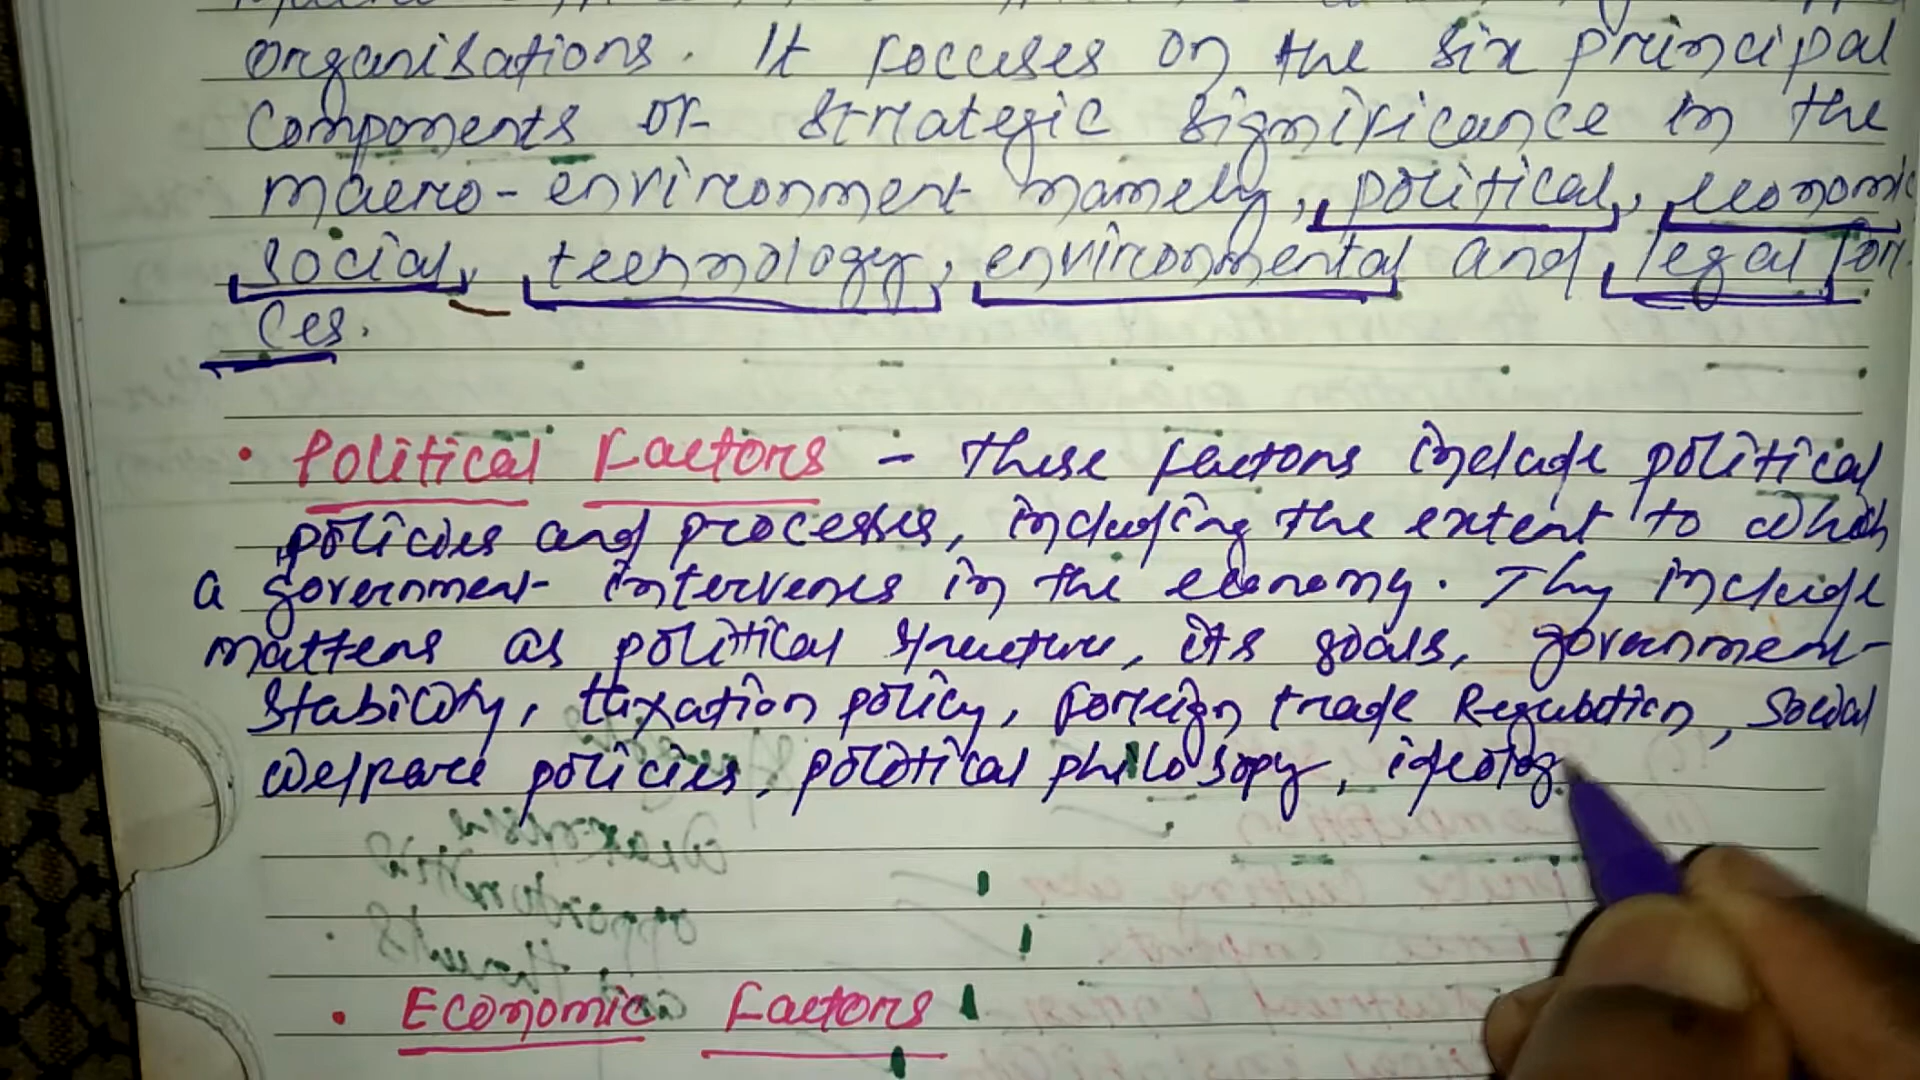 organisations. It focuses on the six principal
Components of strategic significance in the
macro-environment namely, political, economic
social, technology, environmental and legal for
ces.
• Political Factors – These factors include political
policies and processes, including the extent to which
a government intervenes in the economy. They include
matters as political structure, its goals, government
stability, taxation policy, foreign trade Regulation, social
welfare policies, political philosophy, ideolog
• Economic Factors